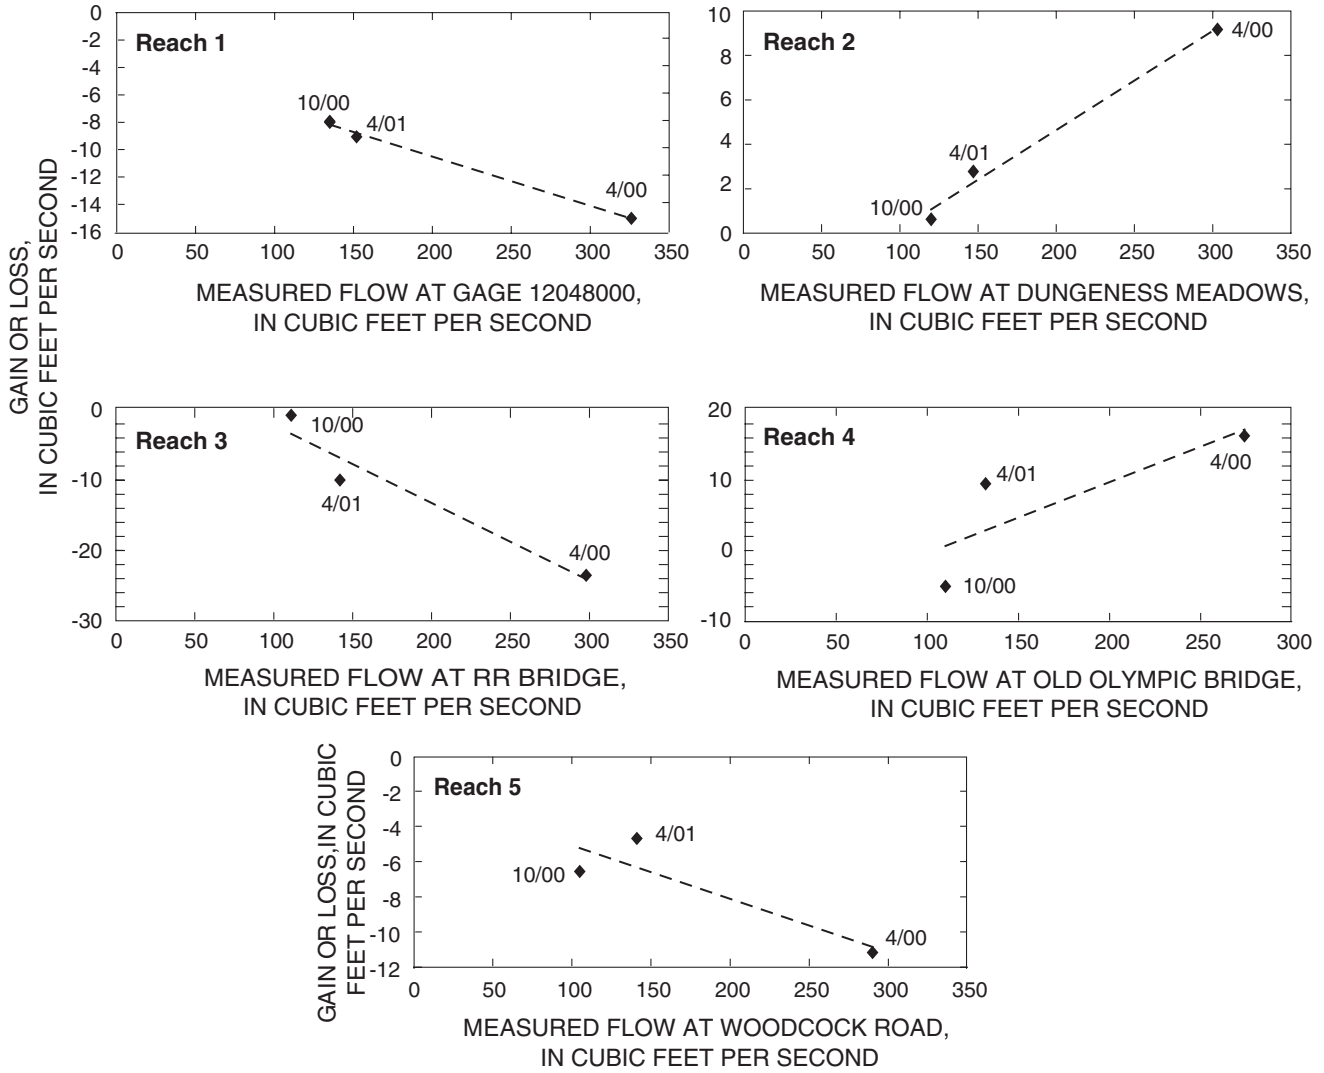 GAIN OR LOSS,
IN CUBIC FEET PER SECOND
Reach 1
0
-2
-4
-6
-8
-10
-12
-14
-16
10/00
4/01
4/00
0 50 100 150 200 250 300 350
MEASURED FLOW AT GAGE 12048000,
IN CUBIC FEET PER SECOND
Reach 2
10
8
6
4
2
0
4/00
4/01
10/00
0 50 100 150 200 250 300 350
MEASURED FLOW AT DUNGENESS MEADOWS,
IN CUBIC FEET PER SECOND
Reach 3
0
-10
-20
-30
10/00
4/01
4/00
0 50 100 150 200 250 300 350
MEASURED FLOW AT RR BRIDGE,
IN CUBIC FEET PER SECOND
Reach 4
20
10
0
-10
4/00
4/01
10/00
0 50 100 150 200 250 300
MEASURED FLOW AT OLD OLYMPIC BRIDGE,
IN CUBIC FEET PER SECOND
GAIN OR LOSS,IN CUBIC
FEET PER SECOND
Reach 5
0
-2
-4
-6
-8
-10
-12
4/01
10/00
4/00
0 50 100 150 200 250 300 350
MEASURED FLOW AT WOODCOCK ROAD,
IN CUBIC FEET PER SECOND